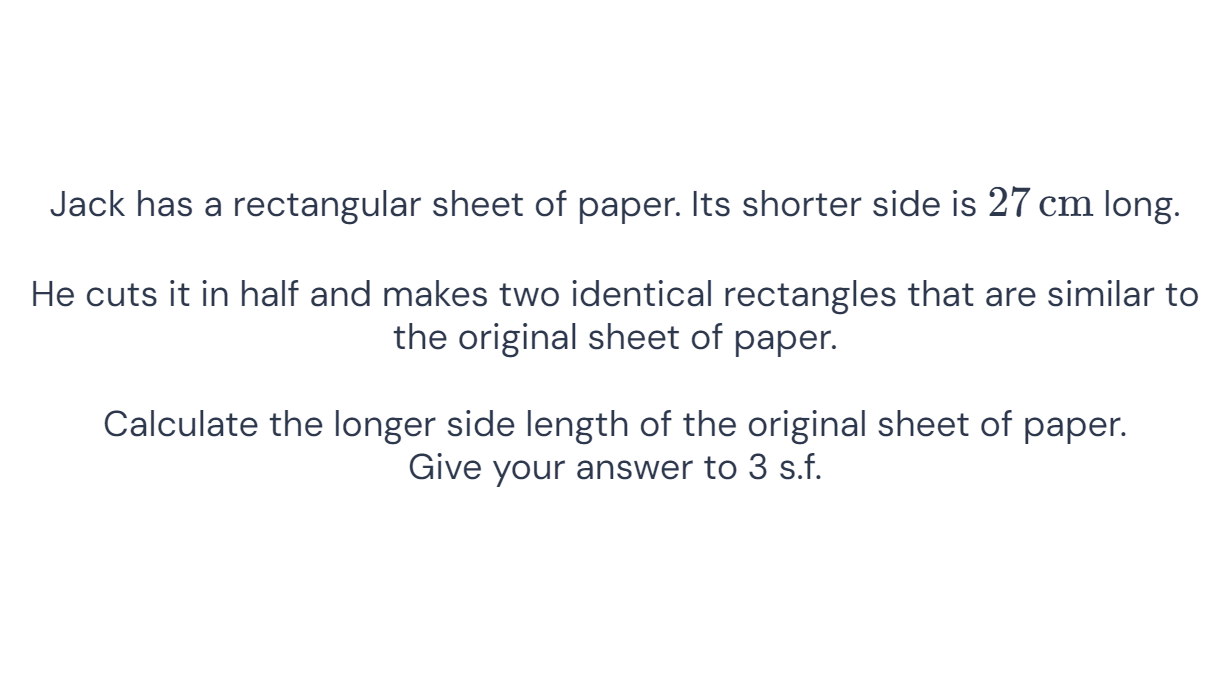 Jack has a rectangular sheet of paper. Its shorter side is 27 cm long.
He cuts it in half and makes two identical rectangles that are similar to
the original sheet of paper.
Calculate the longer side length of the original sheet of paper.
Give your answer to 3 s.f.